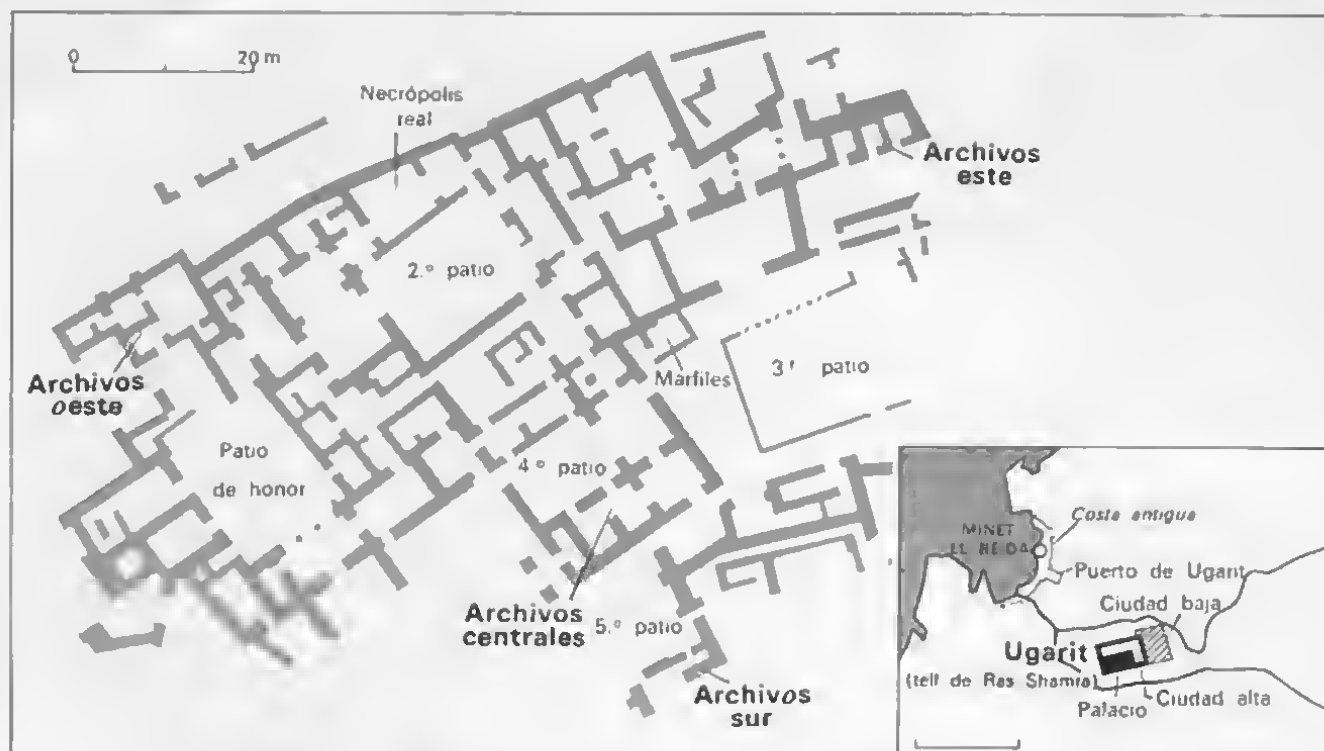 0 20 m
Necrópolis
real
Archivos
este
2.º patio
Archivos
oeste
Marfiles
3.r patio
Patio
de honor
4.º patio
Archivos
centrales
5.º patio
Archivos
sur
Costa antigua
MINET
EL BEIDA
Puerto de Ugarit
Ciudad baja
Ugarit
(tell de Ras Shamra)
Ciudad alta
Palacio